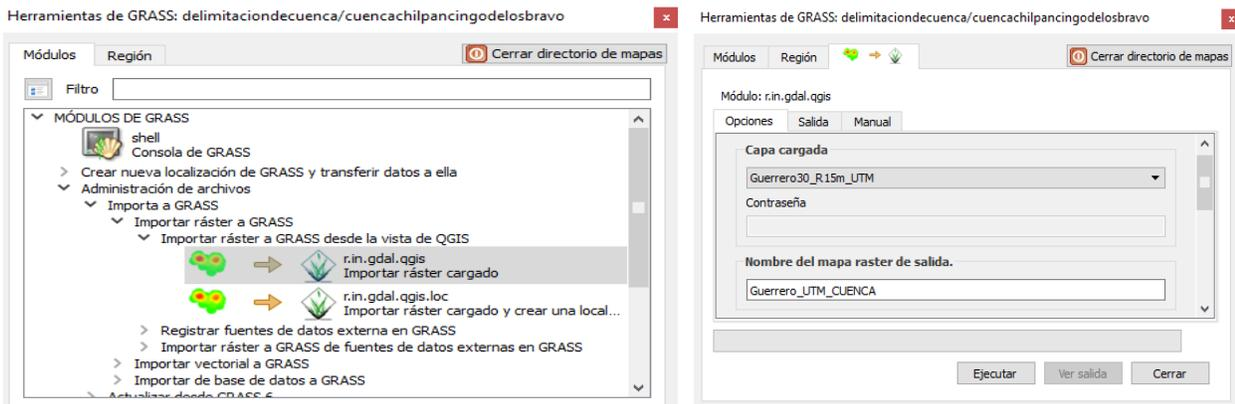 Herramientas de GRASS: delimitaciondecuenca/cuencachilpancingodelosbravo
Módulos
Región
Cerrar directorio de mapas
Filtro
MÓDULOS DE GRASS
shell
Consola de GRASS
Crear nueva localización de GRASS y transferir datos a ella
Administración de archivos
Importa a GRASS
Importar ráster a GRASS
Importar ráster a GRASS desde la vista de QGIS
r.in.gdal.qgis
Importar ráster cargado
r.in.gdal.qgis.loc
Importar ráster cargado y crear una local...
Registrar fuentes de datos externa en GRASS
Importar ráster a GRASS de fuentes de datos externas en GRASS
Importar vectorial a GRASS
Importar de base de datos a GRASS
Actualizar desde GRASS 6
Herramientas de GRASS: delimitaciondecuenca/cuencachilpancingodelosbravo
Módulos
Región
Cerrar directorio de mapas
Módulo: r.in.gdal.qgis
Opciones
Salida
Manual
Capa cargada
Guerrero30_R15m_UTM
Contraseña
Nombre del mapa raster de salida.
Guerrero_UTM_CUENCA
Ejecutar
Ver salida
Cerrar